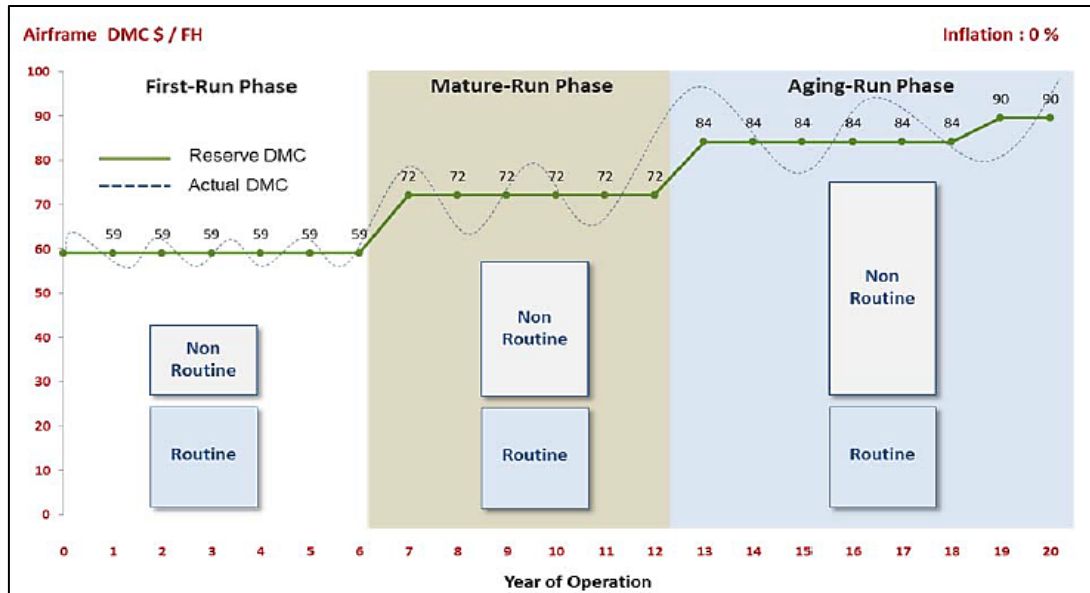 Airframe DMC $ / FH
Inflation : 0 %
100
90
80
70
60
50
40
30
20
10
0
First-Run Phase
Mature-Run Phase
Aging-Run Phase
Reserve DMC
Actual DMC
59 59 59 59 59 59
72 72 72 72 72 72
84 84 84 84 84 84
90 90
Non
Routine
Routine
Non
Routine
Routine
Non
Routine
Routine
0 1 2 3 4 5 6 7 8 9 10 11 12 13 14 15 16 17 18 19 20
Year of Operation